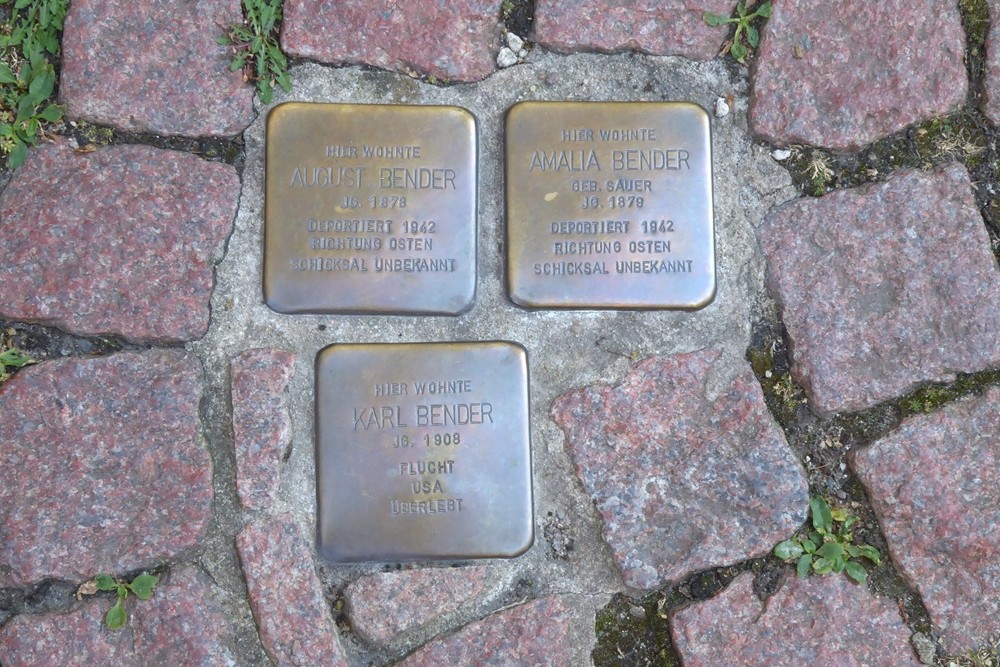 HIER WOHNTE
AUGUST BENDER
JG. 1878
DEPORTIERT 1942
RICHTUNG OSTEN
SCHICKSAL UNBEKANNT
HIER WOHNTE
AMALIA BENDER
GEB. SAUER
JG. 1879
DEPORTIERT 1942
RICHTUNG OSTEN
SCHICKSAL UNBEKANNT
HIER WOHNTE
KARL BENDER
JG. 1908
FLUCHT
USA
ÜBERLEBT